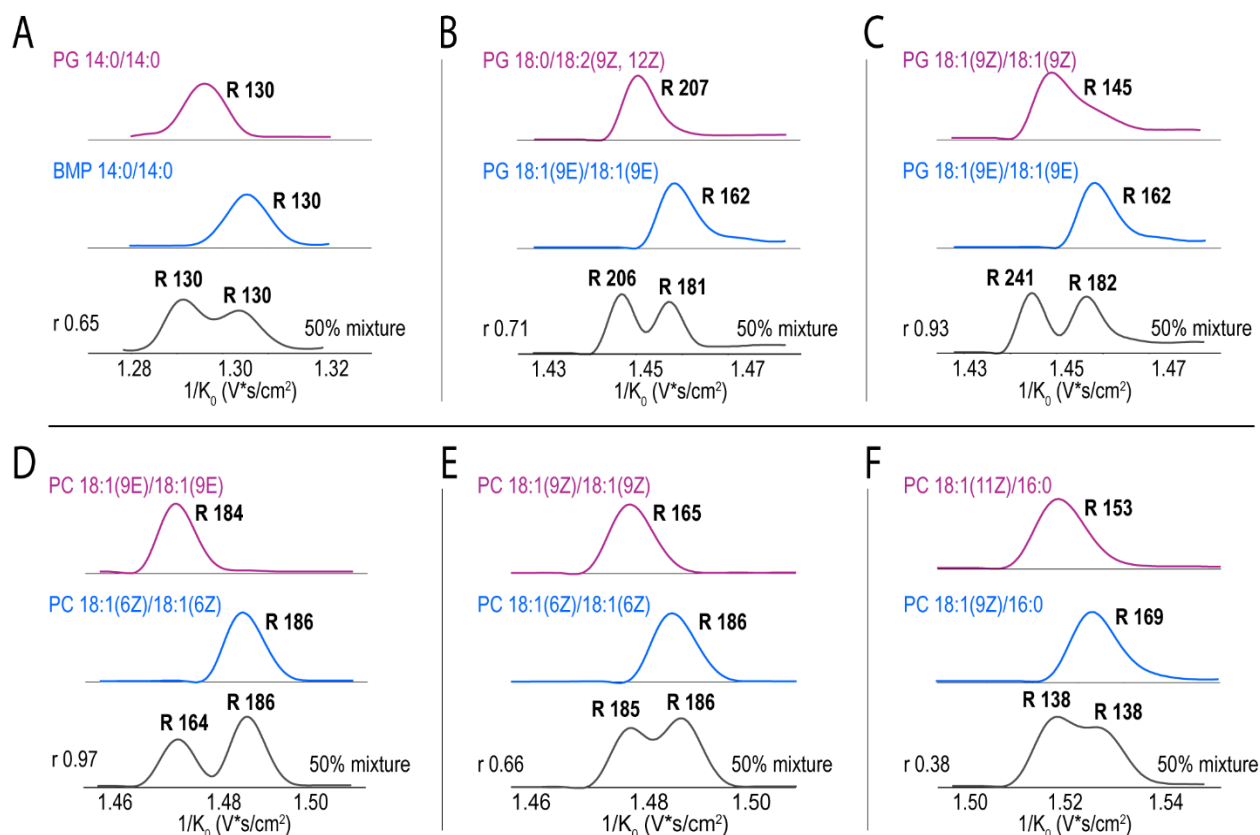 A
PG 14:0/14:0
R 130
BMP 14:0/14:0
R 130
R 130
R 130
r 0.65
50% mixture
1.28 1.30 1.32
1/K₀ (V*s/cm²)
B
PG 18:0/18:2(9Z, 12Z)
R 207
PG 18:1(9E)/18:1(9E)
R 162
R 206
R 181
r 0.71
50% mixture
1.43 1.45 1.47
1/K₀ (V*s/cm²)
C
PG 18:1(9Z)/18:1(9Z)
R 145
PG 18:1(9E)/18:1(9E)
R 162
R 241
R 182
r 0.93
50% mixture
1.43 1.45 1.47
1/K₀ (V*s/cm²)
D
PC 18:1(9E)/18:1(9E)
R 184
PC 18:1(6Z)/18:1(6Z)
R 186
R 186
R 164
r 0.97
50% mixture
1.46 1.48 1.50
1/K₀ (V*s/cm²)
E
PC 18:1(9Z)/18:1(9Z)
R 165
PC 18:1(6Z)/18:1(6Z)
R 186
R 185
R 186
r 0.66
50% mixture
1.46 1.48 1.50
1/K₀ (V*s/cm²)
F
PC 18:1(11Z)/16:0
R 153
PC 18:1(9Z)/16:0
R 169
R 138
R 138
r 0.38
50% mixture
1.50 1.52 1.54
1/K₀ (V*s/cm²)